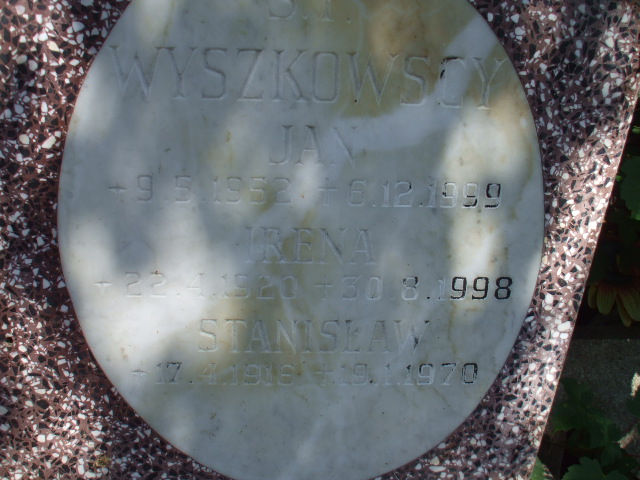 Ś.P.
WYSZKOWSCY
JAN
+9.5.1952 +6.12.1999
IRENA
+22.4.1920 +30.8.1998
STANISŁAW
+17.4.1916 +19.1.1970